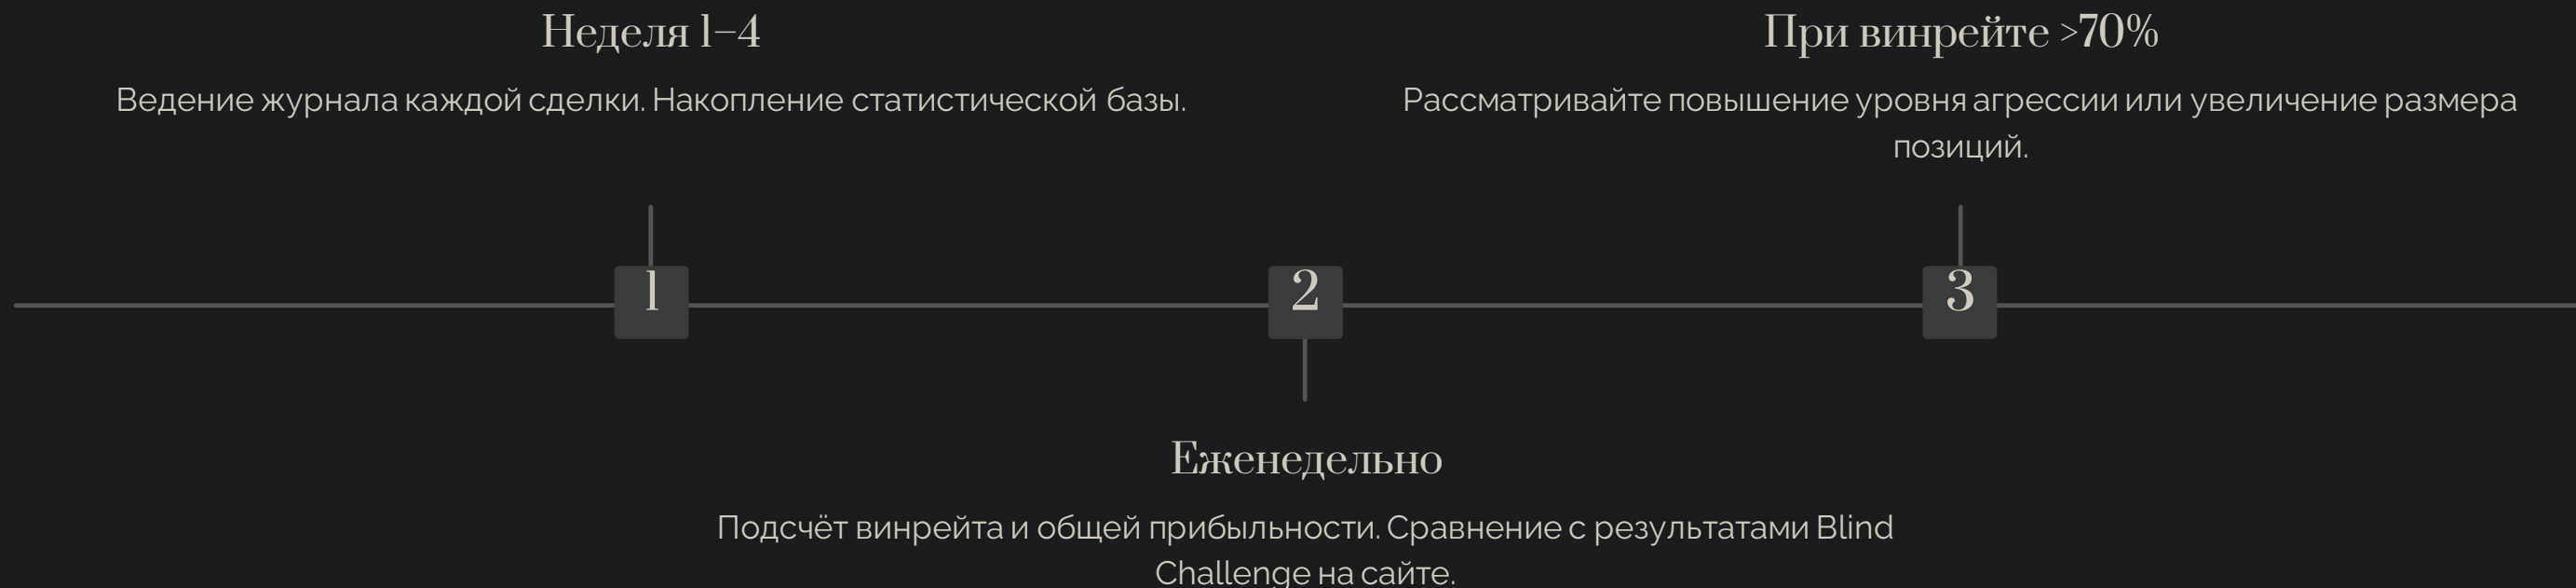 Неделя 1–4
Ведение журнала каждой сделки. Накопление статистической базы.
При винрейте >70%
Рассматривайте повышение уровня агрессии или увеличение размера
позиций.
1
2
3
Еженедельно
Подсчёт винрейта и общей прибыльности. Сравнение с результатами Blind
Challenge на сайте.